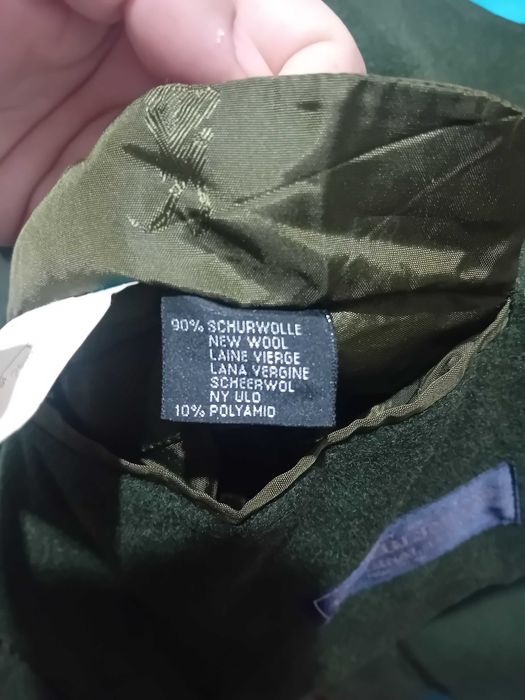 90% SCHURWOLLE
NEW WOOL
LAINE VIERGE
LANA VERGINE
SCHEERWOL
NY ULD
10% POLYAMID